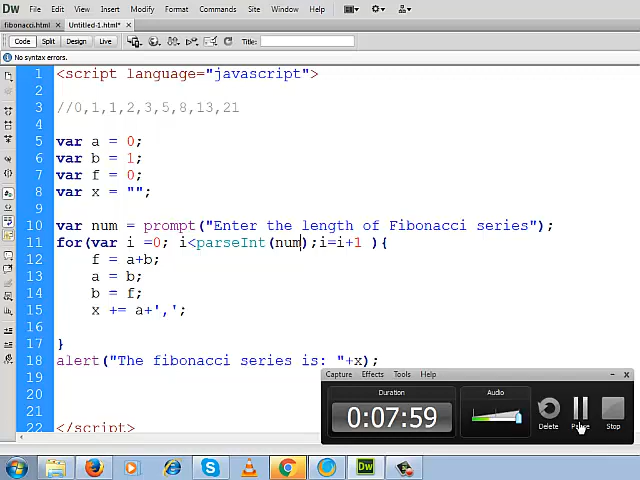 Dw File Edit View Insert Modify Format Commands Site Window Help
fibonacci.html × Untitled-1.html* ×
Code Split Design Live Title:
No syntax errors.
1 <script language="javascript">
2
3 //0,1,1,2,3,5,8,13,21
4
5 var a = 0;
6 var b = 1;
7 var f = 0;
8 var x = "";
9
10 var num = prompt("Enter the length of Fibonacci series");
11 for(var i =0; i<parseInt(num);i=i+1 ){
12 f = a+b;
13 a = b;
14 b = f;
15 x += a+',';
16
17 }
18 alert("The fibonacci series is: "+x);
19
20
21
22 </script>
Capture Effects Tools Help
Duration Audio
0:07:59
Delete Pause Stop
Dw